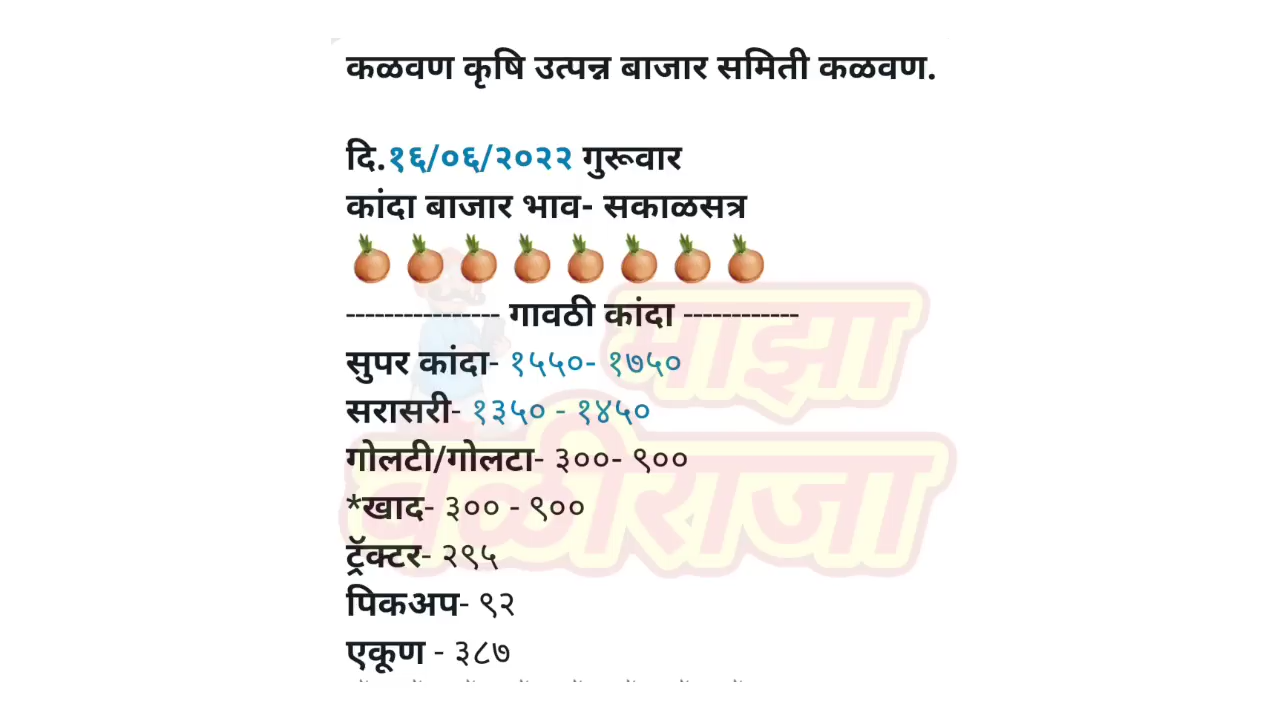 कळवण कृषि उत्पन्न बाजार समिती कळवण.
दि.१६/०६/२०२२ गुरूवार
कांदा बाजार भाव- सकाळसत्र
---------------- गावठी कांदा ------------
सुपर कांदा- १५५०- १७५०
सरासरी- १३५० - १४५०
गोलटी/गोलटा- ३००- ९००
*खाद- ३०० - ९००
ट्रॅक्टर- २९५
पिकअप- ९२
एकूण - ३८७
माझा
बळीराजा